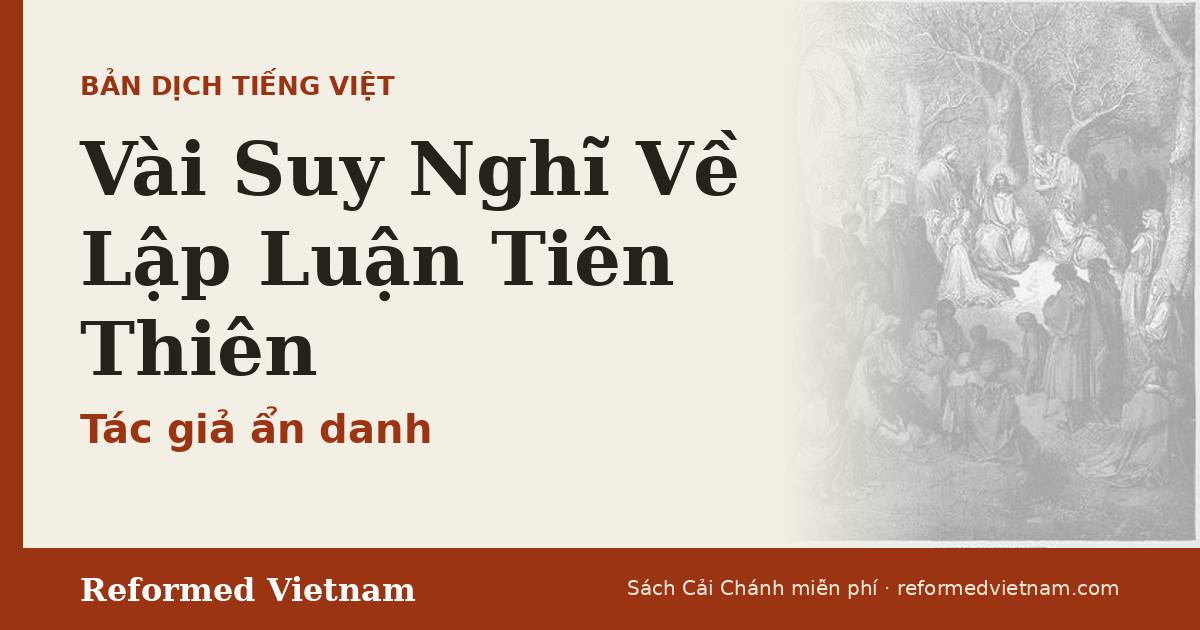 BẢN DỊCH TIẾNG VIỆT
Vài Suy Nghĩ Về
Lập Luận Tiên
Thiên
Tác giả ẩn danh
Reformed Vietnam
Sách Cải Chánh miễn phí · reformedvietnam.com